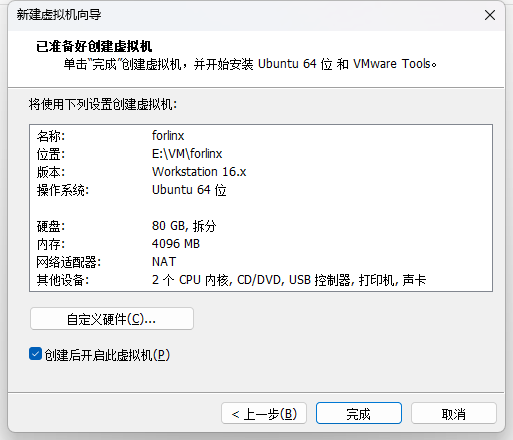 新建虚拟机向导
已准备好创建虚拟机
单击“完成”创建虚拟机，并开始安装 Ubuntu 64 位 和 VMware Tools。
将使用下列设置创建虚拟机:
名称: forlinx
位置: E:\VM\forlinx
版本: Workstation 16.x
操作系统: Ubuntu 64 位
硬盘: 80 GB, 拆分
内存: 4096 MB
网络适配器: NAT
其他设备: 2 个 CPU 内核, CD/DVD, USB 控制器, 打印机, 声卡
自定义硬件(C)...
创建后开启此虚拟机(P)
< 上一步(B) 完成 取消